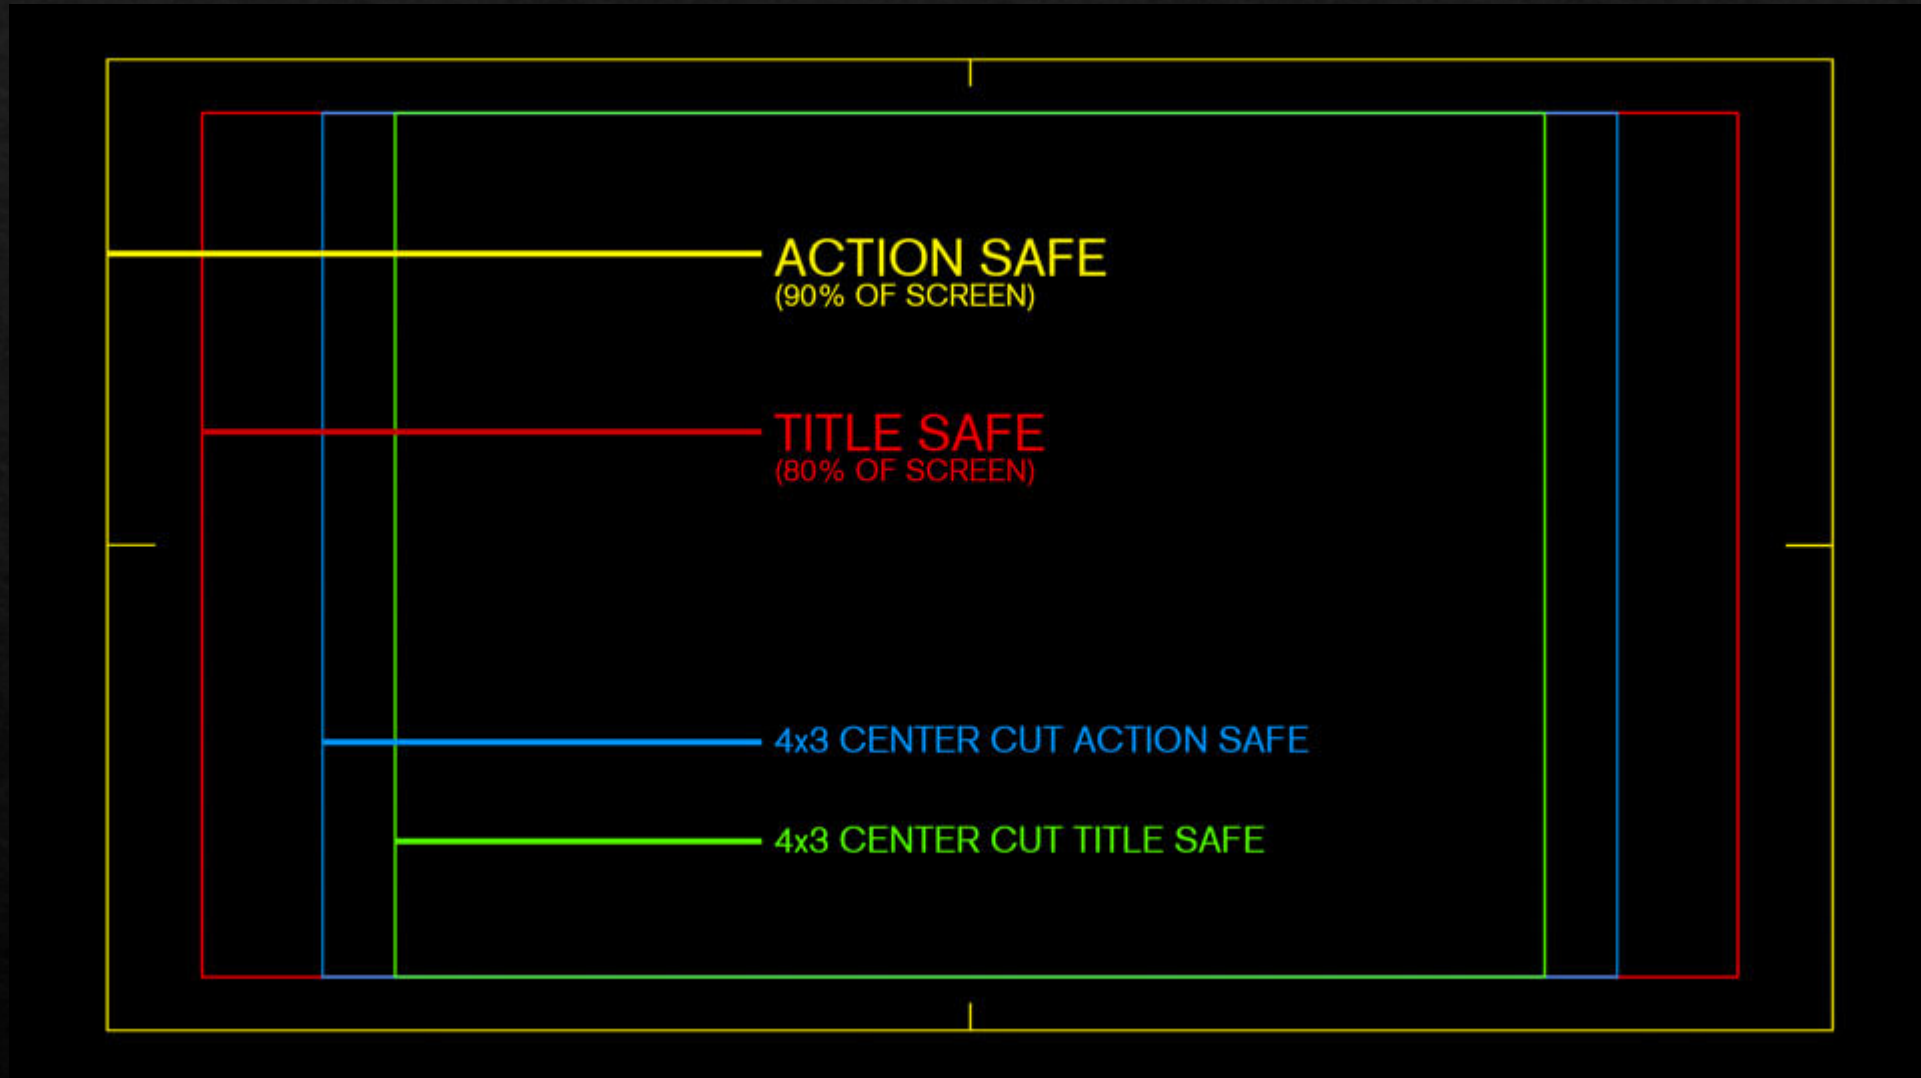 ACTION SAFE
(90% OF SCREEN)
TITLE SAFE
(80% OF SCREEN)
4x3 CENTER CUT ACTION SAFE
4x3 CENTER CUT TITLE SAFE